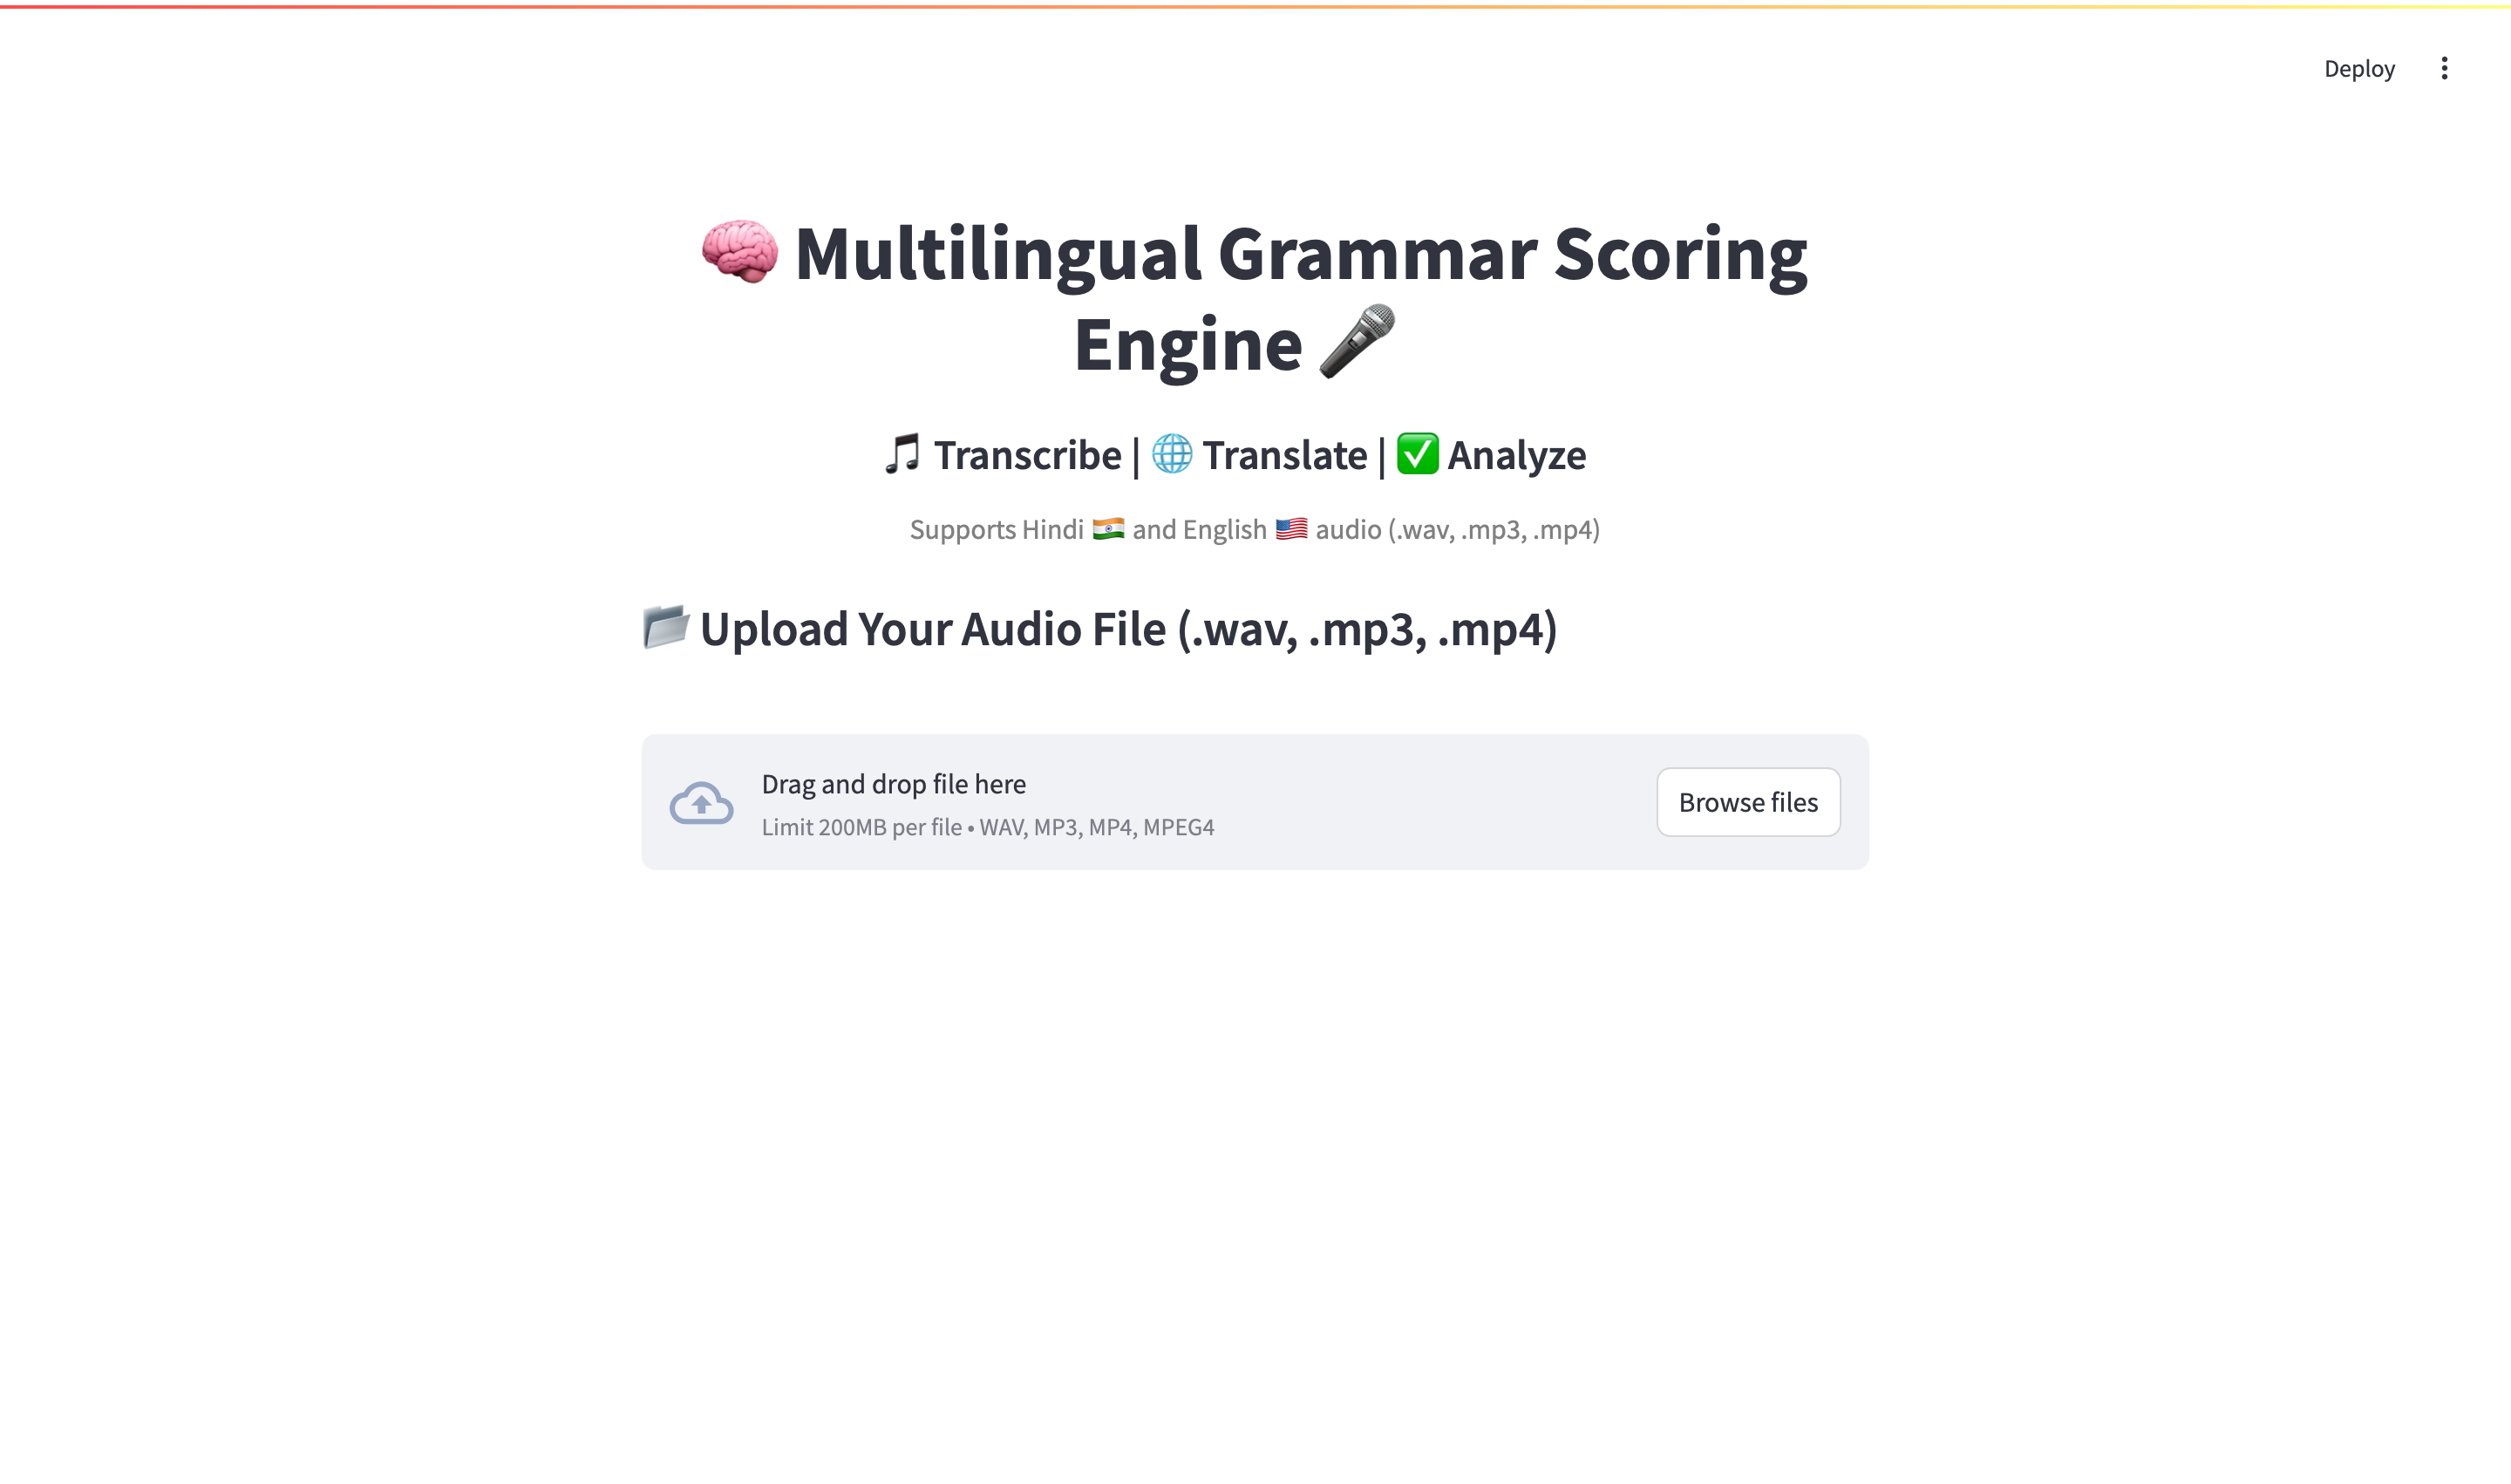 Deploy
🧠 Multilingual Grammar Scoring
Engine 🎤
🎵 Transcribe | 🌐 Translate | ✅ Analyze
Supports Hindi 🇮🇳 and English 🇺🇸 audio (.wav, .mp3, .mp4)
📂 Upload Your Audio File (.wav, .mp3, .mp4)
Drag and drop file here
Limit 200MB per file • WAV, MP3, MP4, MPEG4
Browse files